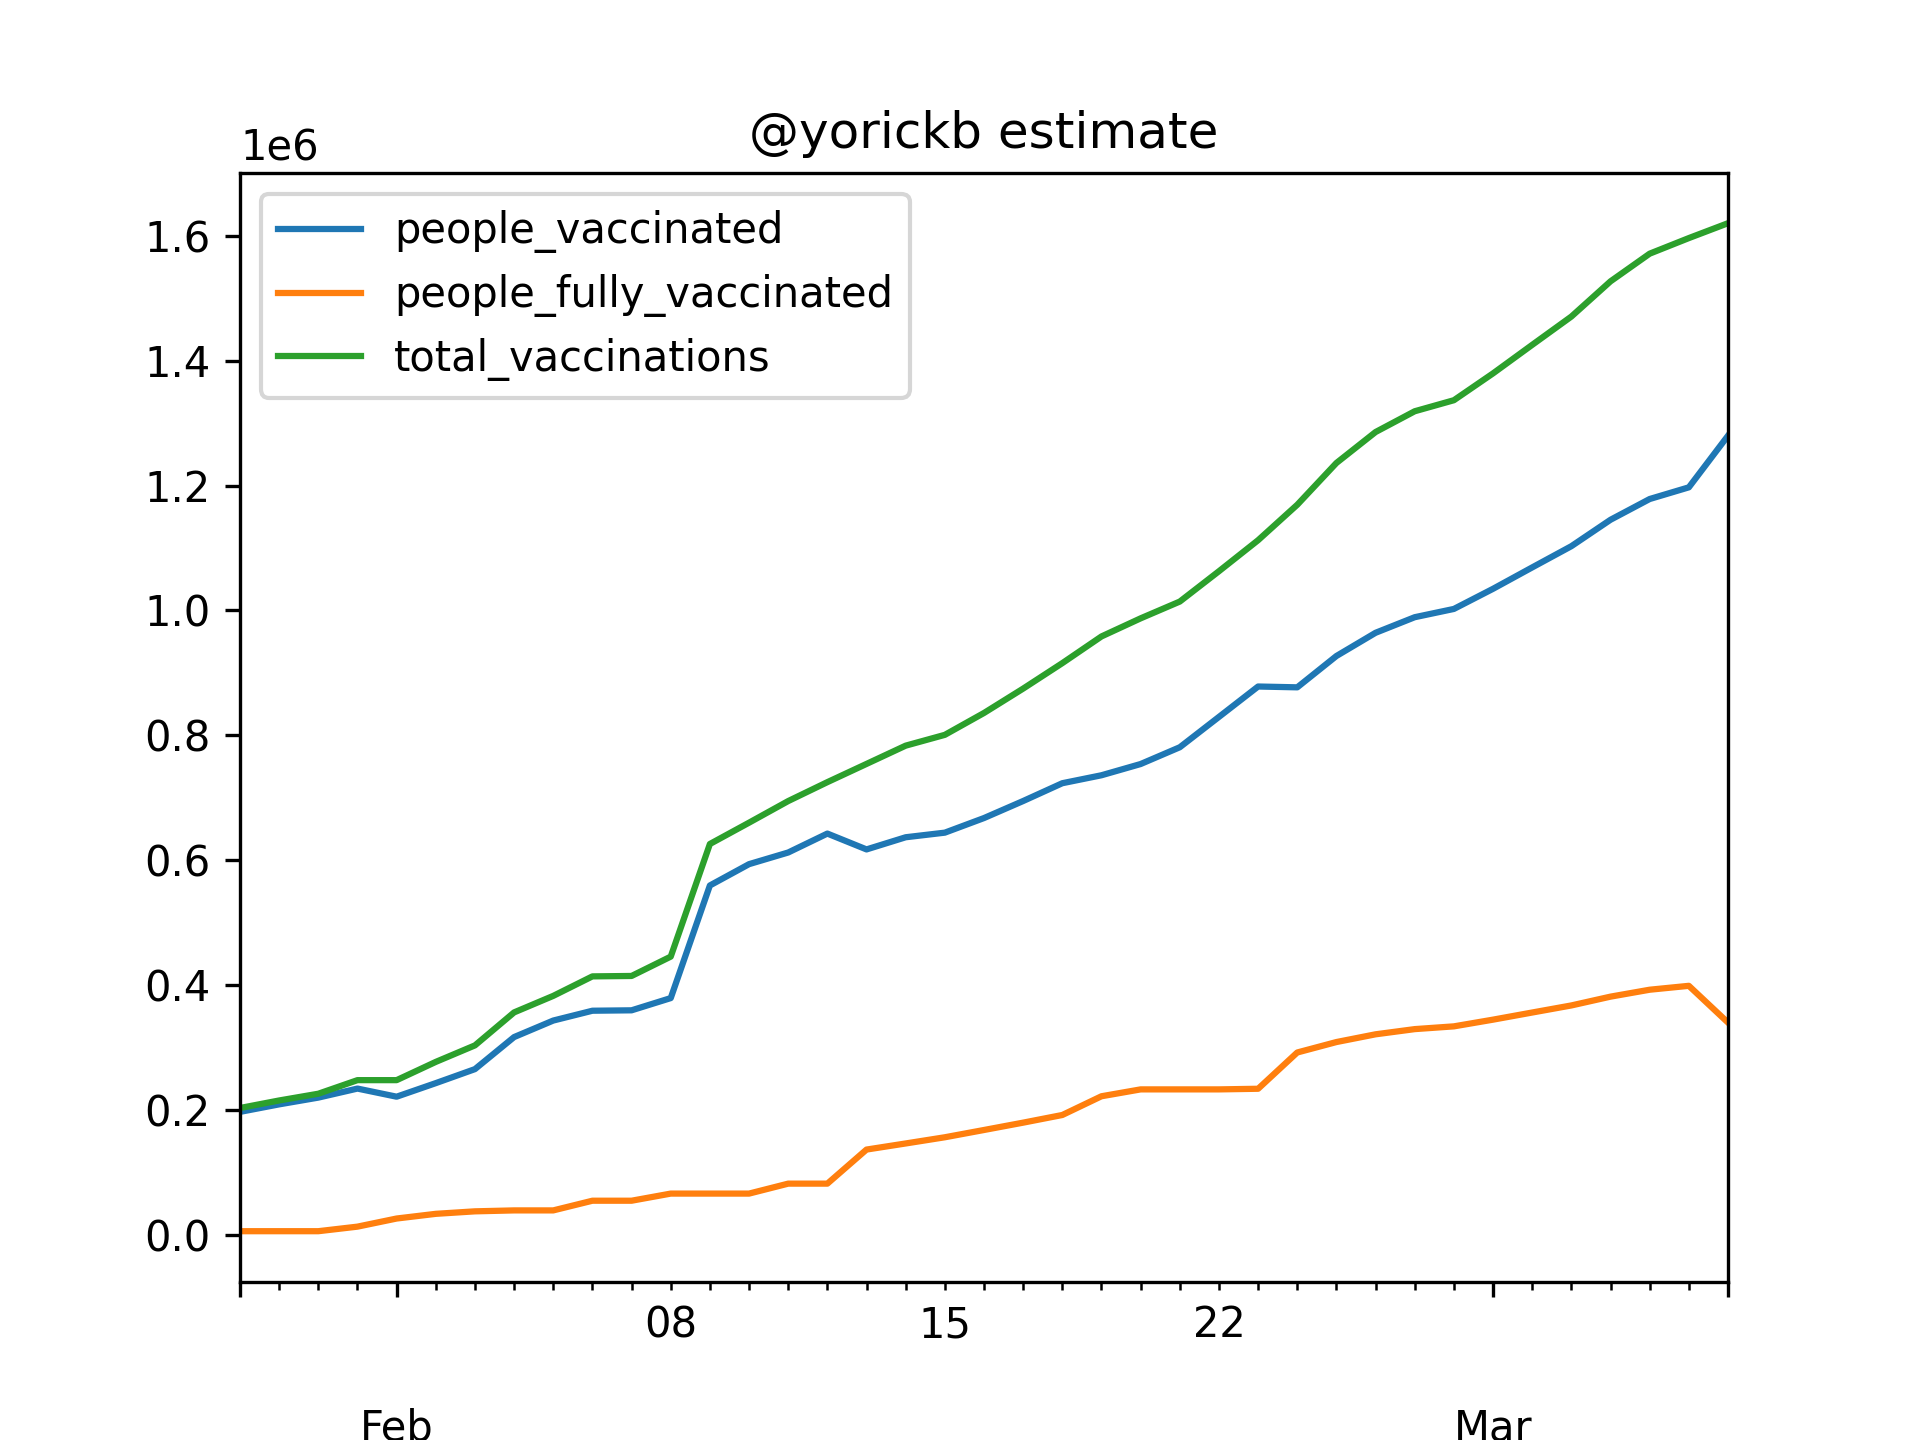 @yorickb estimate
1e6
people_vaccinated
people_fully_vaccinated
total_vaccinations
1.6
1.4
1.2
1.0
0.8
0.6
0.4
0.2
0.0
08 15 22
Feb Mar